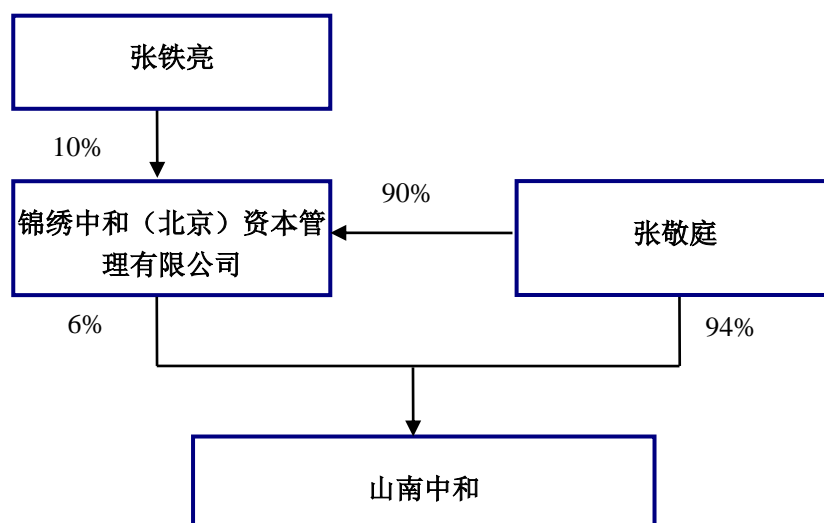 张铁亮
10%
90%
锦绣中和（北京）资本管
理有限公司
张敬庭
6%
94%
山南中和